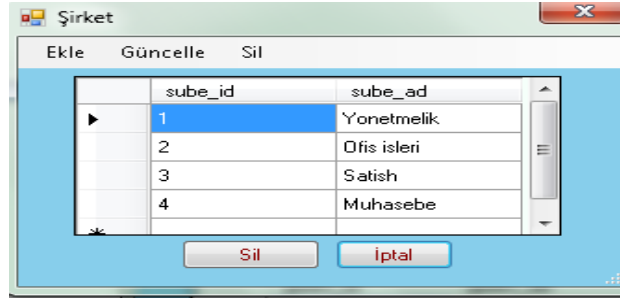 Şirket
Ekle Güncelle Sil
sube_id sube_ad
1 Yonetmelik
2 Ofis isleri
3 Satish
4 Muhasebe
Sil İptal